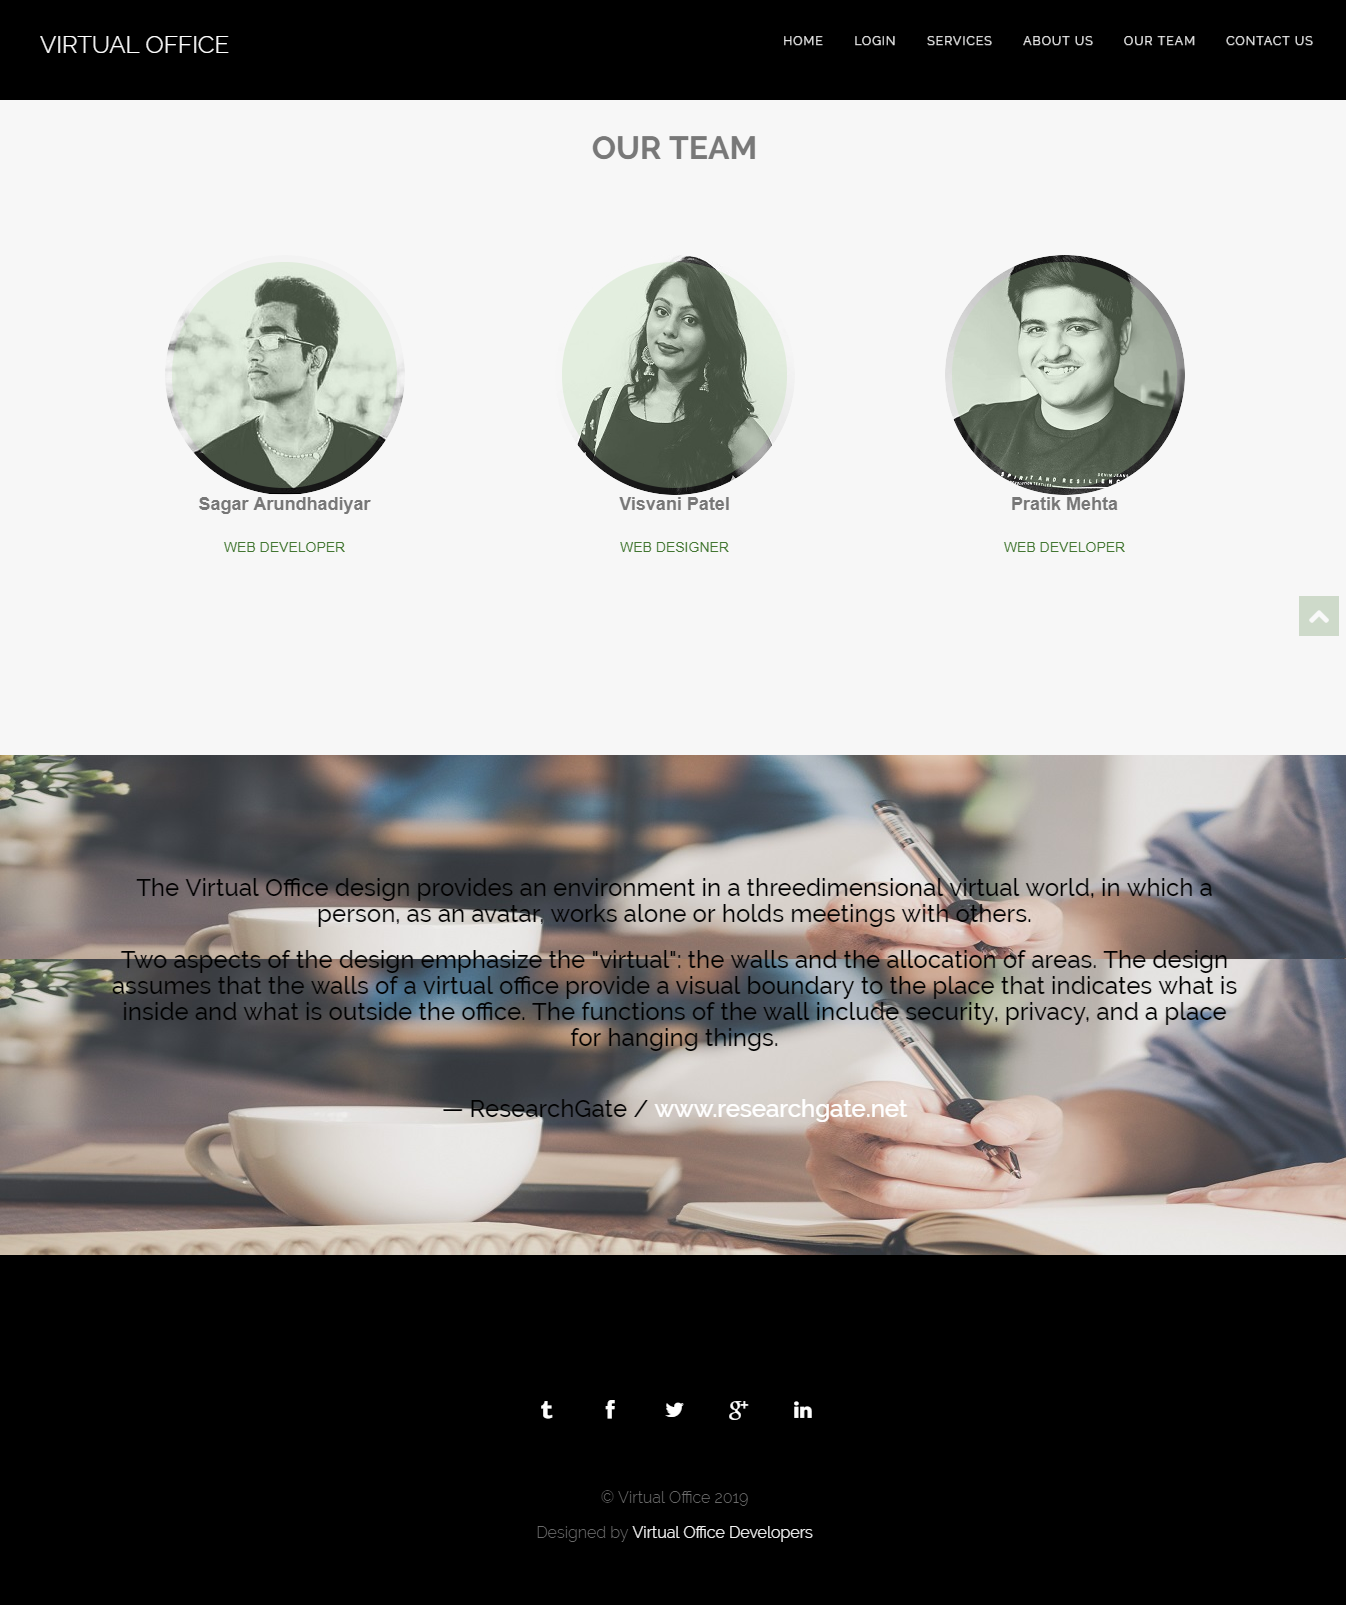 VIRTUAL OFFICE
HOME LOGIN SERVICES ABOUT US OUR TEAM CONTACT US
OUR TEAM
SPIRIT AND RESILIENC
DENIM JEANS
Sagar Arundhadiyar
WEB DEVELOPER
Visvani Patel
WEB DESIGNER
Pratik Mehta
WEB DEVELOPER
The Virtual Office design provides an environment in a threedimensional virtual world, in which a
person, as an avatar, works alone or holds meetings with others.
Two aspects of the design emphasize the "virtual": the walls and the allocation of areas. The design
assumes that the walls of a virtual office provide a visual boundary to the place that indicates what is
inside and what is outside the office. The functions of the wall include security, privacy, and a place
for hanging things.
— ResearchGate / www.researchgate.net
© Virtual Office 2019
Designed by Virtual Office Developers